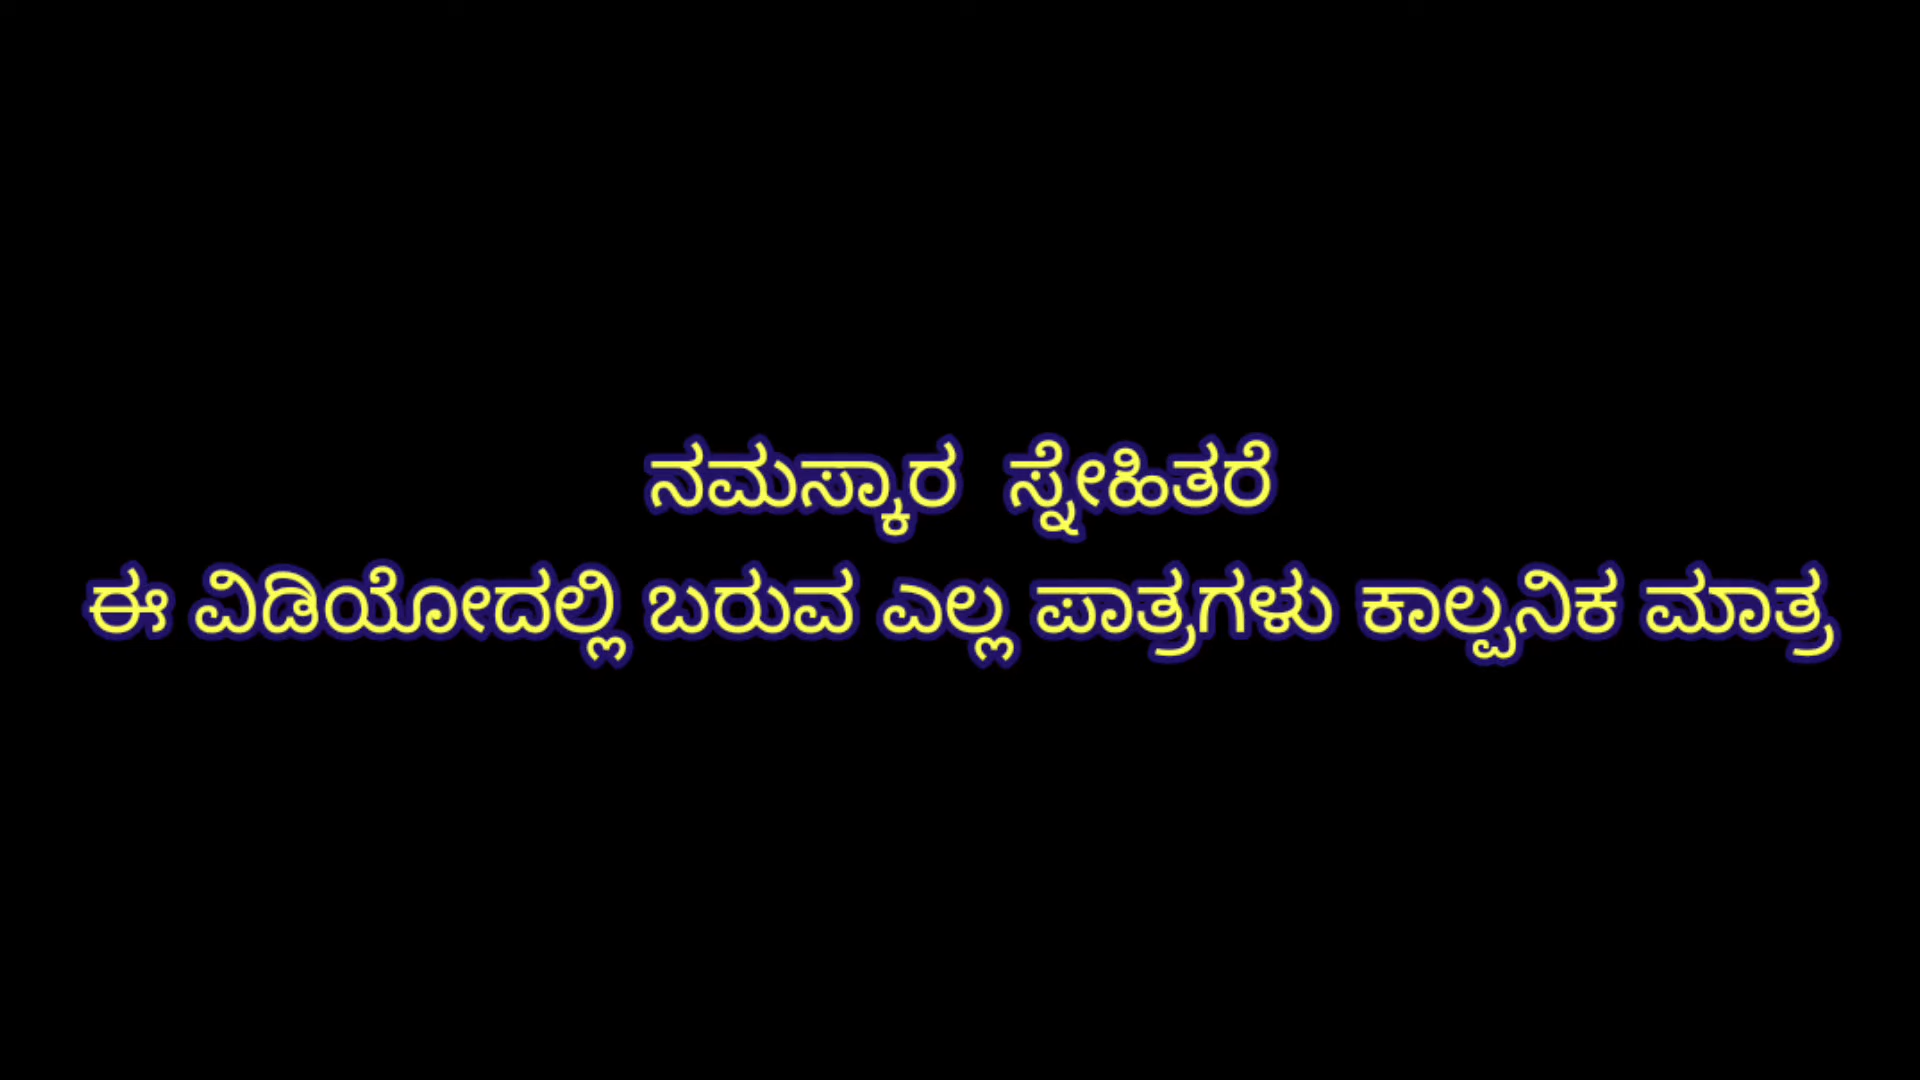 ನಮಸ್ಕಾರ ಸ್ನೇಹಿತರೆ
ಈ ವಿಡಿಯೋದಲ್ಲಿ ಬರುವ ಎಲ್ಲ ಪಾತ್ರಗಳು ಕಾಲ್ಪನಿಕ ಮಾತ್ರ